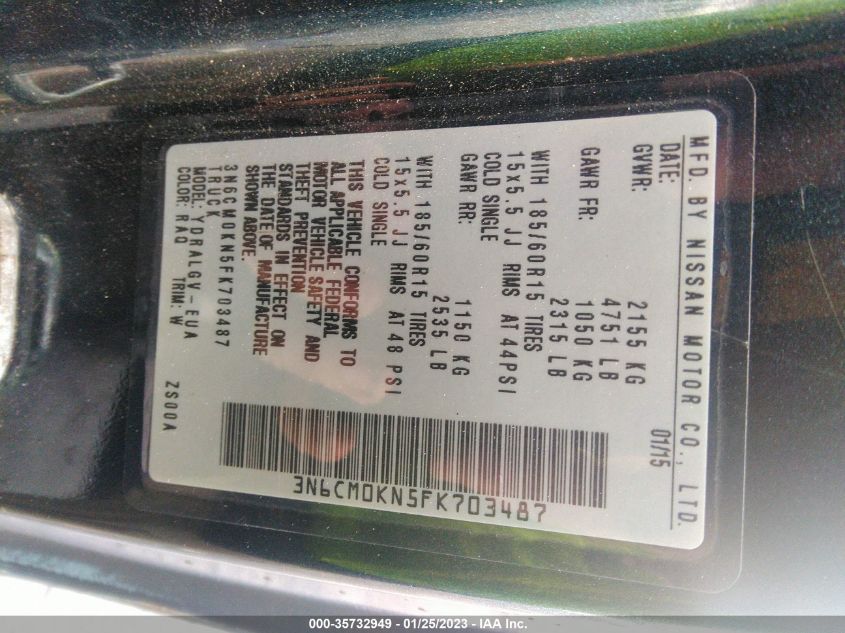 MFD. BY NISSAN MOTOR CO., LTD.
DATE: 01/15
GVWR: 2155 KG
4751 LB
GAWR FR: 1050 KG
2315 LB
WITH 185/60R15 TIRES
15x5.5 JJ RIMS AT 44PSI
COLD SINGLE
GAWR RR: 1150 KG
2535 LB
WITH 185/60R15 TIRES
15x5.5 JJ RIMS AT 48 PSI
COLD SINGLE
THIS VEHICLE CONFORMS TO
ALL APPLICABLE FEDERAL
MOTOR VEHICLE SAFETY AND
THEFT PREVENTION
STANDARDS IN EFFECT ON
THE DATE OF MANUFACTURE
SHOWN ABOVE.
3N6CM0KN5FK703487
TRUCK
MODEL: YDRALGV-EUA
COLOR: RAQ TRIM: W ZS00A
3N6CM0KN5FK703487
000-35732949 - 01/25/2023 - IAA Inc.